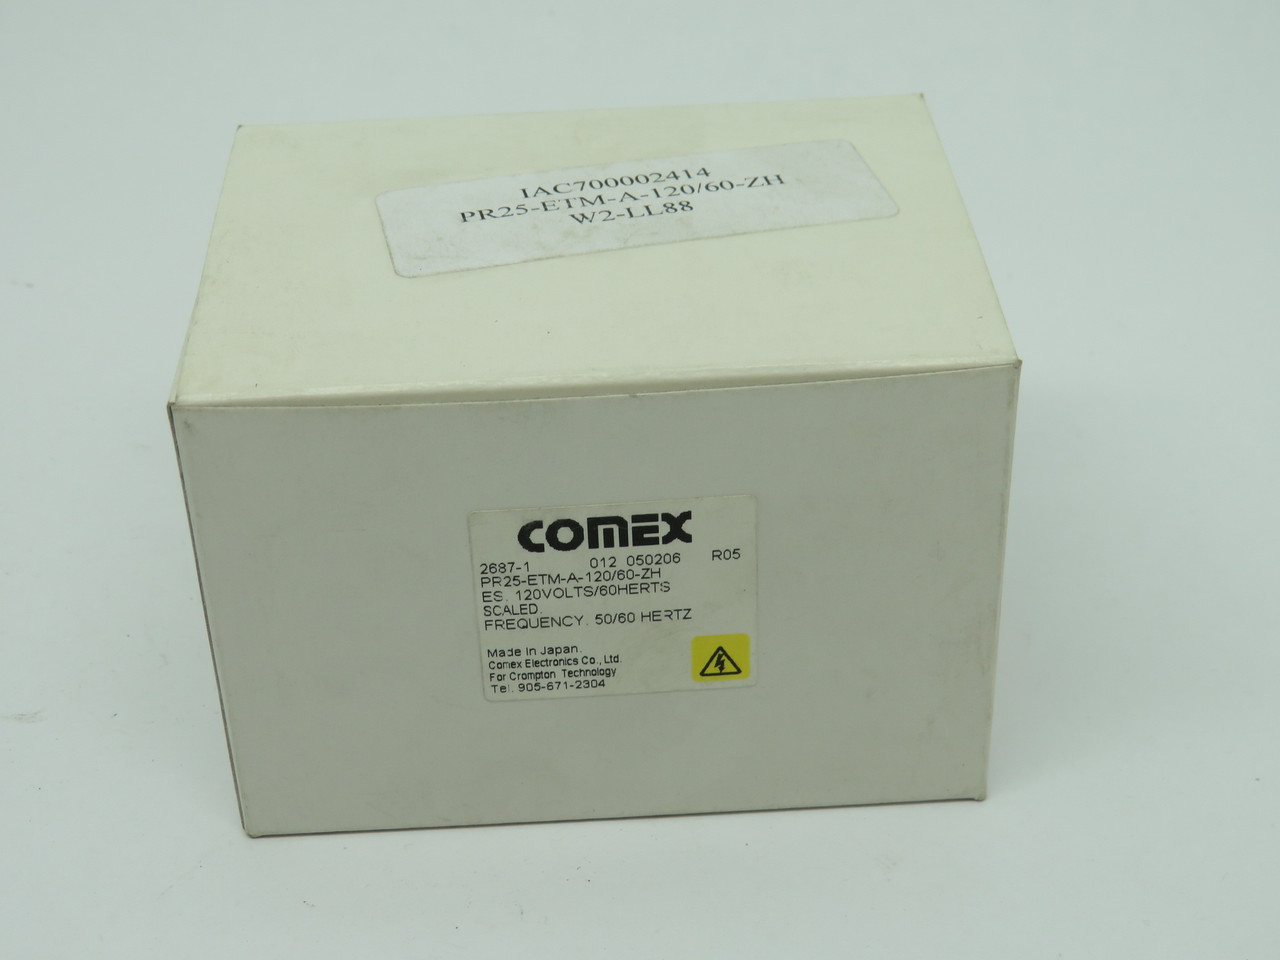 IAC700002414
PR25-ETM-A-120/60-ZH
W2-LL88
COMEX
2687-1 012 050206 R05
PR25-ETM-A-120/60-ZH
ES. 120VOLTS/60HERTS
SCALED.
FREQUENCY. 50/60 HERTZ
Made in Japan.
Comex Electronics Co., Ltd.
For Crompton Technology
Tel. 905-671-2304